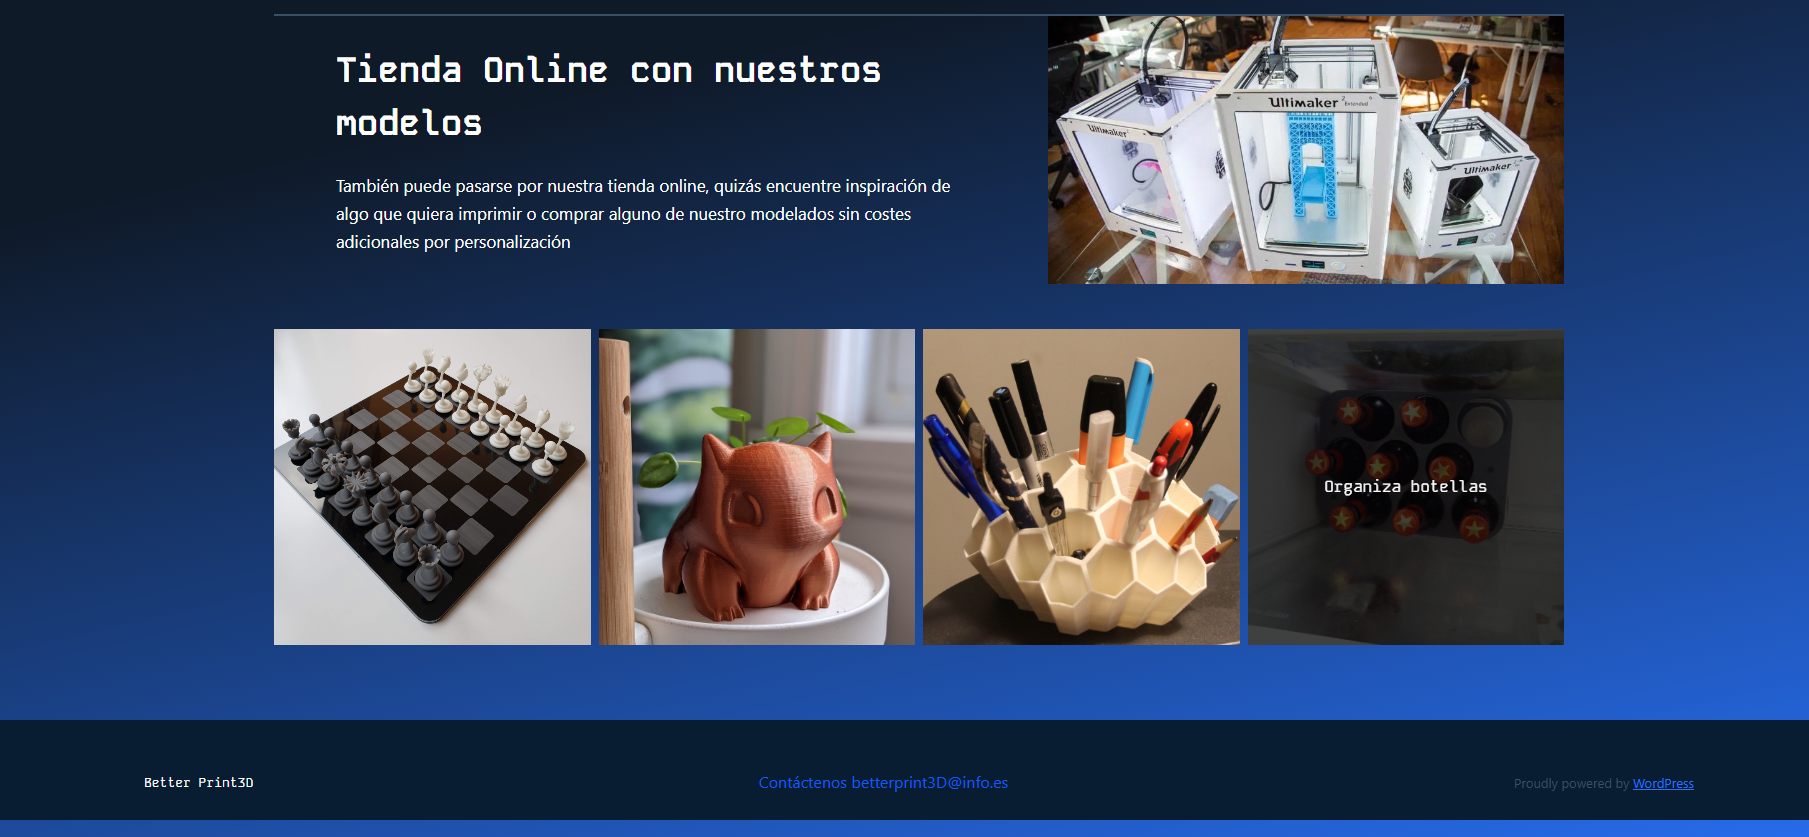 Tienda Online con nuestros
modelos
También puede pasarse por nuestra tienda online, quizás encuentre inspiración de
algo que quiera imprimir o comprar alguno de nuestro modelados sin costes
adicionales por personalización
Ultimaker
Ultimaker 2 Extended
Ultimaker
Organiza botellas
Better Print3D
Contáctenos betterprint3D@info.es
Proudly powered by WordPress